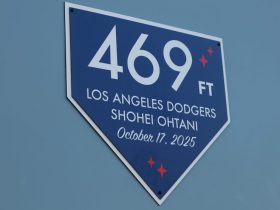 469 FT
LOS ANGELES DODGERS
SHOHEI OHTANI
October 17, 2025